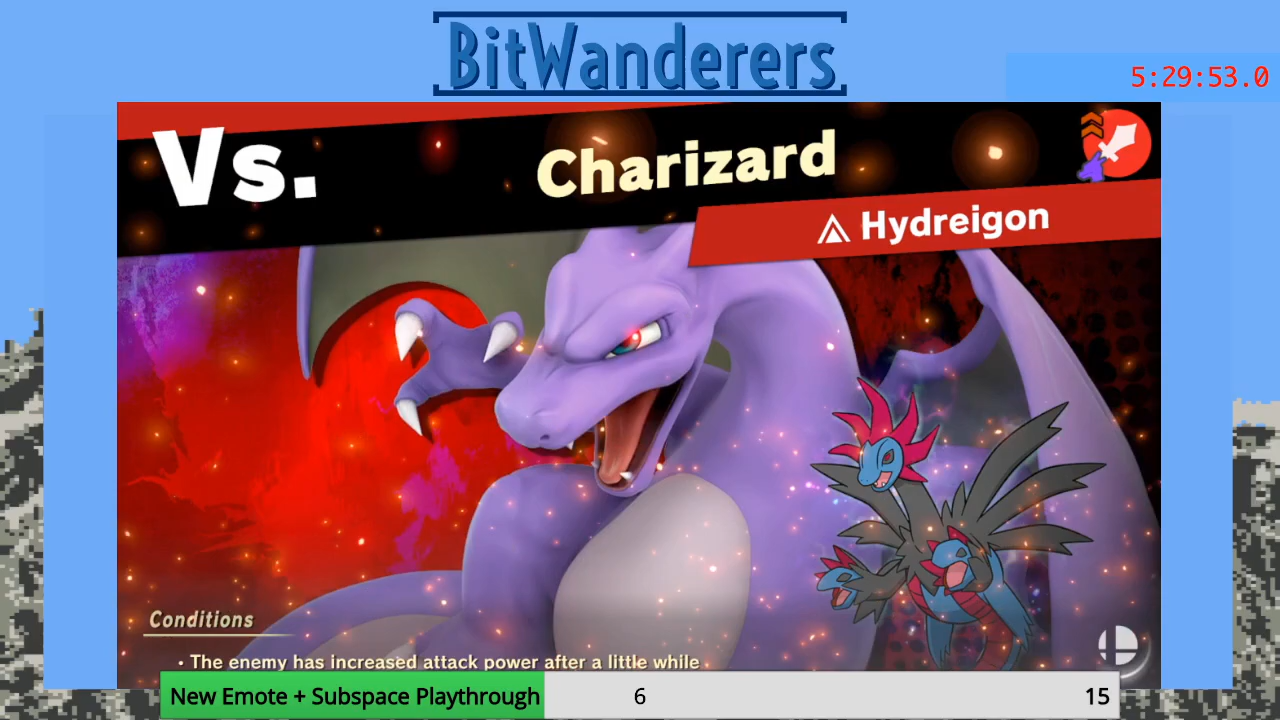 BitWanderers
5:29:53.0
Vs.
Charizard
Hydreigon
Conditions
• The enemy has increased attack power after a little while
New Emote + Subspace Playthrough 6 15